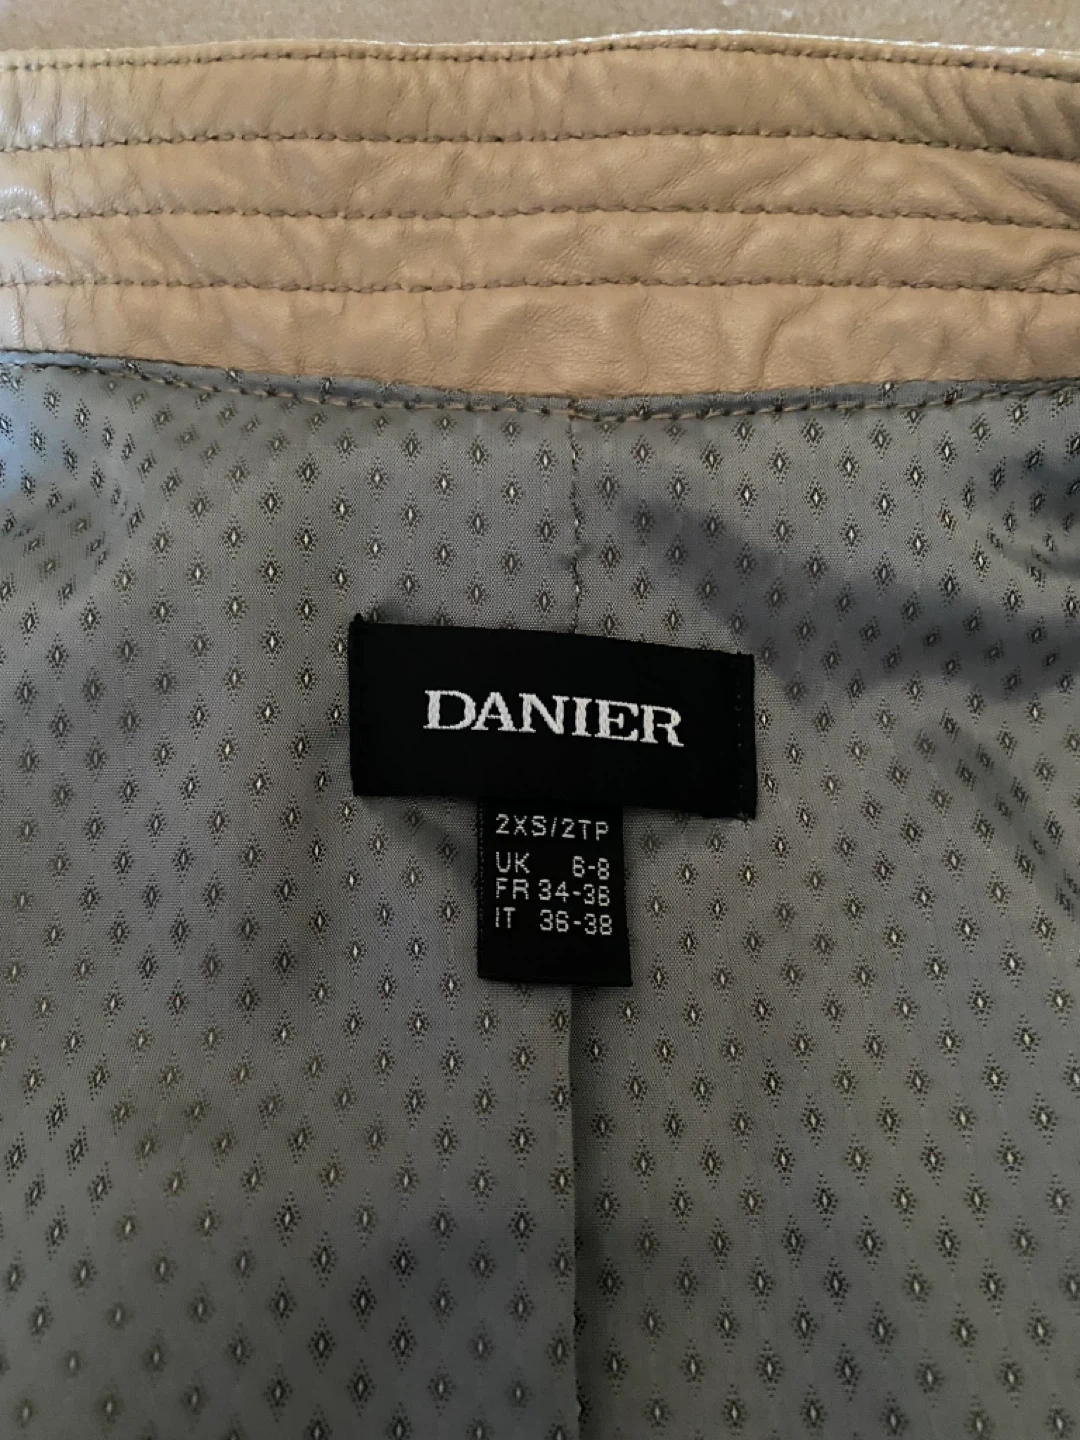 DANIER
2XS/2TP
UK 6-8
FR 34-36
IT 36-38